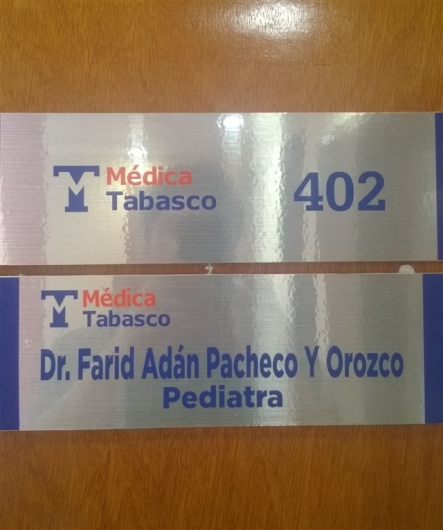 Médica
Tabasco
402
Médica
Tabasco
Dr. Farid Adán Pacheco Y Orozco
Pediatra